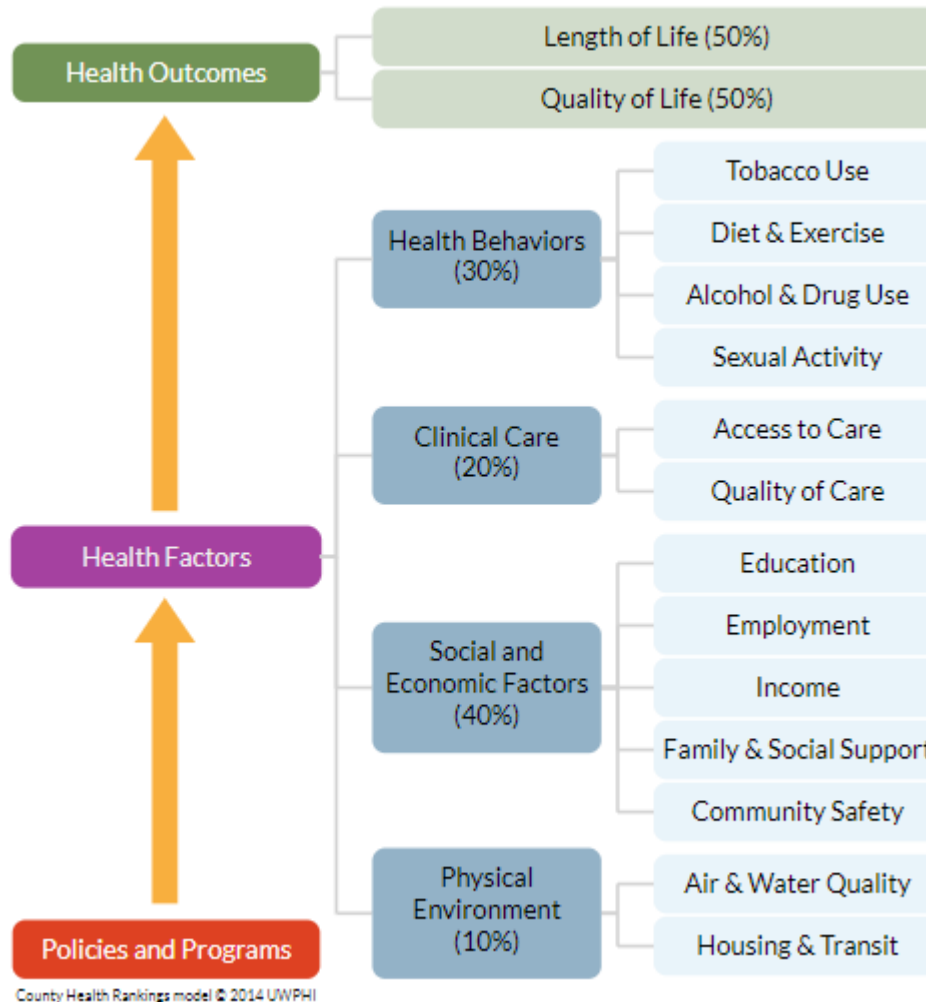 Health Outcomes
Length of Life (50%)
Quality of Life (50%)
Health Behaviors
(30%)
Tobacco Use
Diet & Exercise
Alcohol & Drug Use
Sexual Activity
Clinical Care
(20%)
Access to Care
Quality of Care
Health Factors
Social and
Economic Factors
(40%)
Education
Employment
Income
Family & Social Support
Community Safety
Physical
Environment
(10%)
Air & Water Quality
Housing & Transit
Policies and Programs
County Health Rankings model © 2014 UWPHI